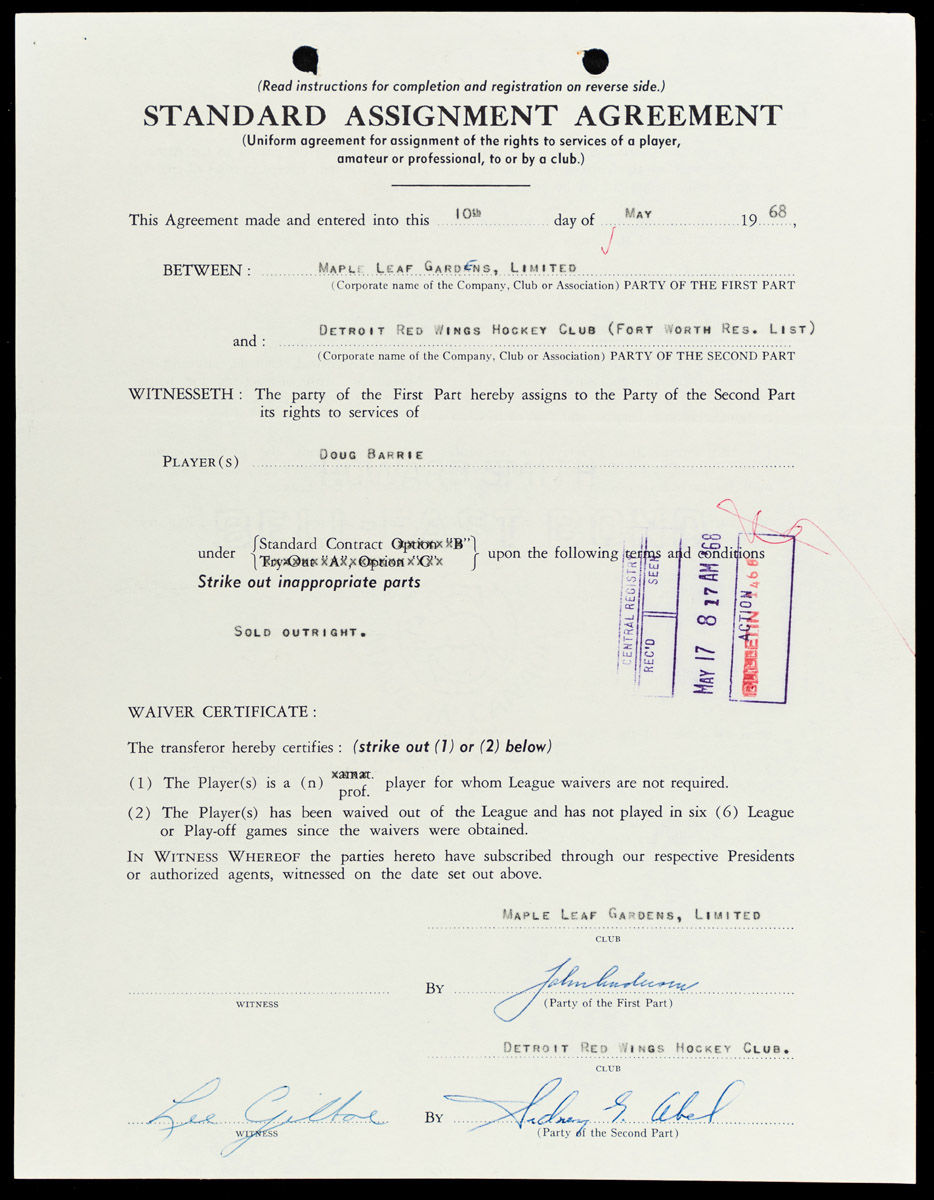 (Read instructions for completion and registration on reverse side.)
STANDARD ASSIGNMENT AGREEMENT
(Uniform agreement for assignment of the rights to services of a player,
amateur or professional, to or by a club.)
This Agreement made and entered into this 10th day of May 19 68,
BETWEEN : Maple Leaf Gardens, Limited
(Corporate name of the Company, Club or Association) PARTY OF THE FIRST PART
and : Detroit Red Wings Hockey Club (Fort Worth Res. List)
(Corporate name of the Company, Club or Association) PARTY OF THE SECOND PART
WITNESSETH : The party of the First Part hereby assigns to the Party of the Second Part
its rights to services of
Player(s) Doug Barrie
under {Standard Contract Option "B"} upon the following terms and conditions
{Try-Out "A", Option "C"}
Strike out inappropriate parts
Sold outright.
CENTRAL REGISTRY
REC'D SEEN
May 17 8 17 AM '68
ACTION
BULLETIN 1468
WAIVER CERTIFICATE :
The transferor hereby certifies : (strike out (1) or (2) below)
(1) The Player(s) is a (n) amat. prof. player for whom League waivers are not required.
(2) The Player(s) has been waived out of the League and has not played in six (6) League
or Play-off games since the waivers were obtained.
In Witness Whereof the parties hereto have subscribed through our respective Presidents
or authorized agents, witnessed on the date set out above.
Maple Leaf Gardens, Limited
CLUB
WITNESS
By John Anderson
(Party of the First Part)
Detroit Red Wings Hockey Club.
CLUB
Lee Giltoe
WITNESS
By Sidney G. Abel
(Party of the Second Part)